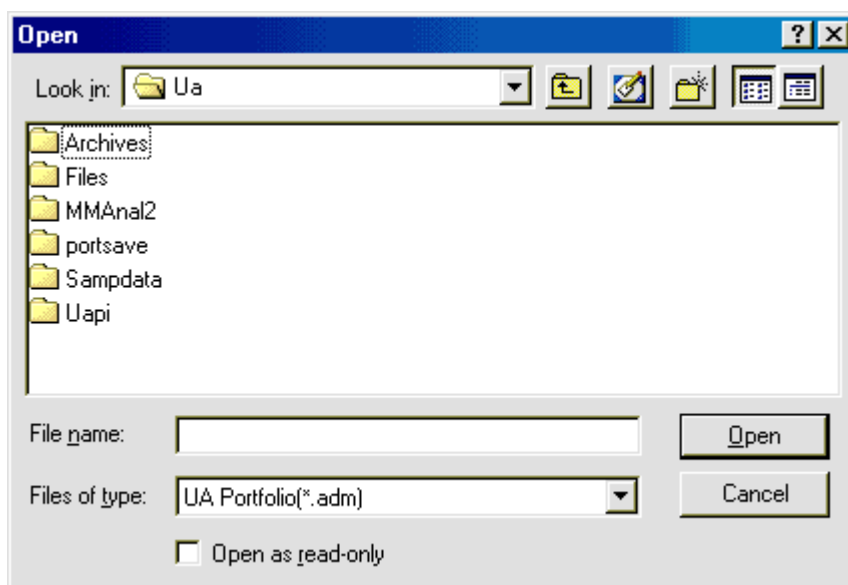 Open
Look in: Ua
Archives
Files
MMAnal2
portsave
Sampdata
Uapi
File name: Open
Files of type: UA Portfolio(*.adm) Cancel
Open as read-only